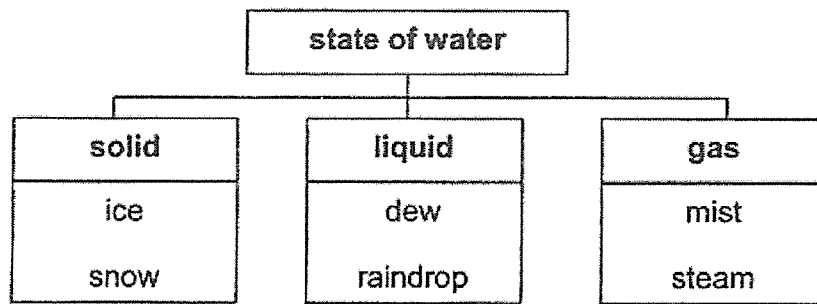 state of water
solid liquid gas
ice dew mist
snow raindrop steam